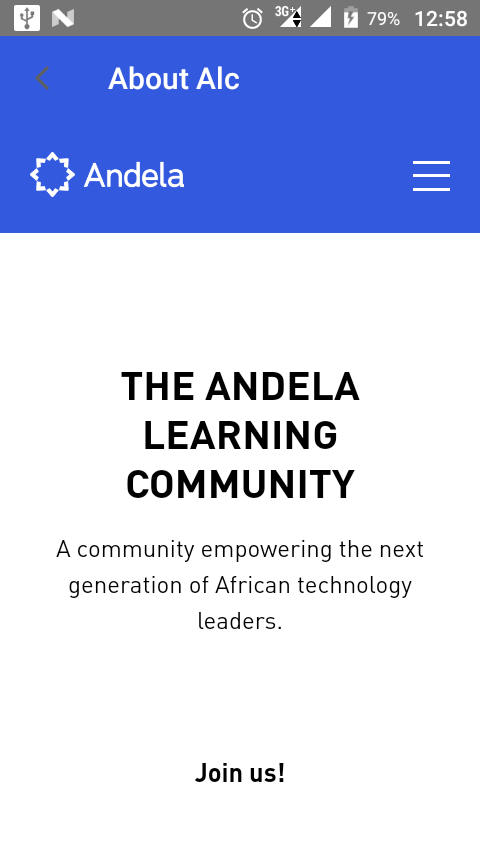 3G+ 79% 12:58
About Alc
Andela
THE ANDELA
LEARNING
COMMUNITY
A community empowering the next
generation of African technology
leaders.
Join us!